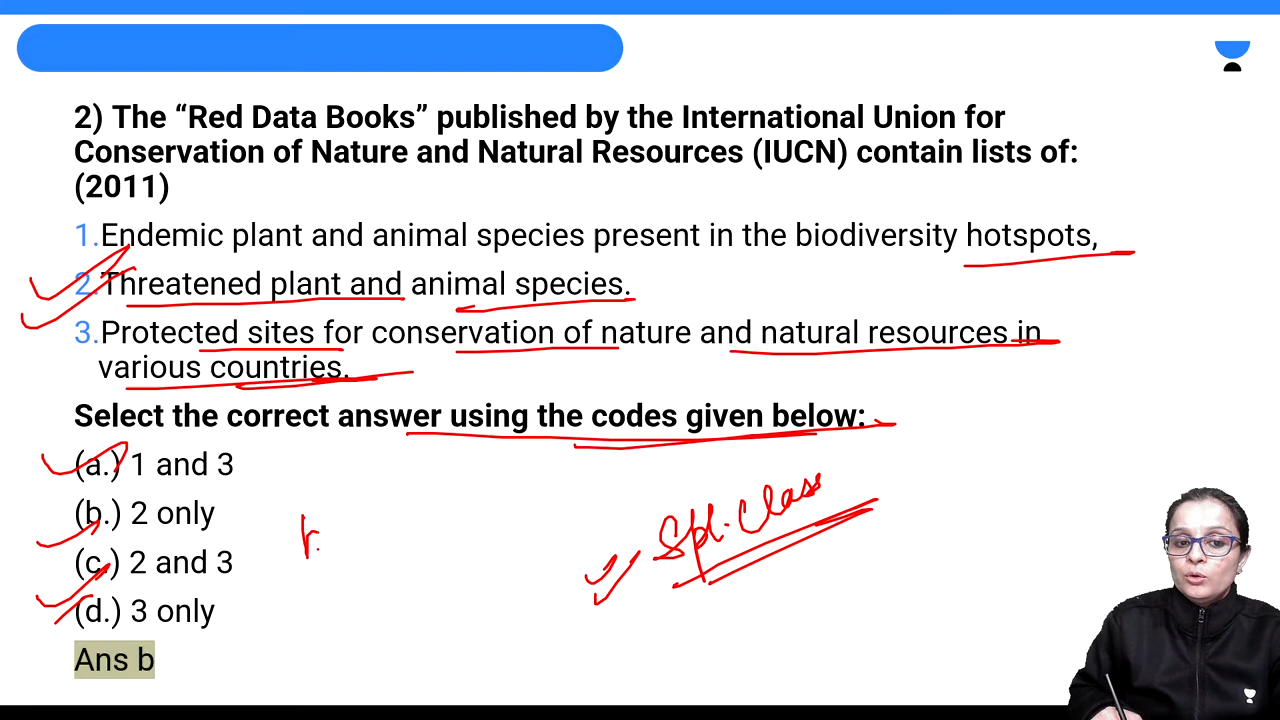 2) The “Red Data Books” published by the International Union for
Conservation of Nature and Natural Resources (IUCN) contain lists of:
(2011)
1.Endemic plant and animal species present in the biodiversity hotspots,
2.Threatened plant and animal species.
3.Protected sites for conservation of nature and natural resources in
various countries.
Select the correct answer using the codes given below:
(a.) 1 and 3
(b.) 2 only
(c.) 2 and 3
(d.) 3 only
Spl. Class
Ans b